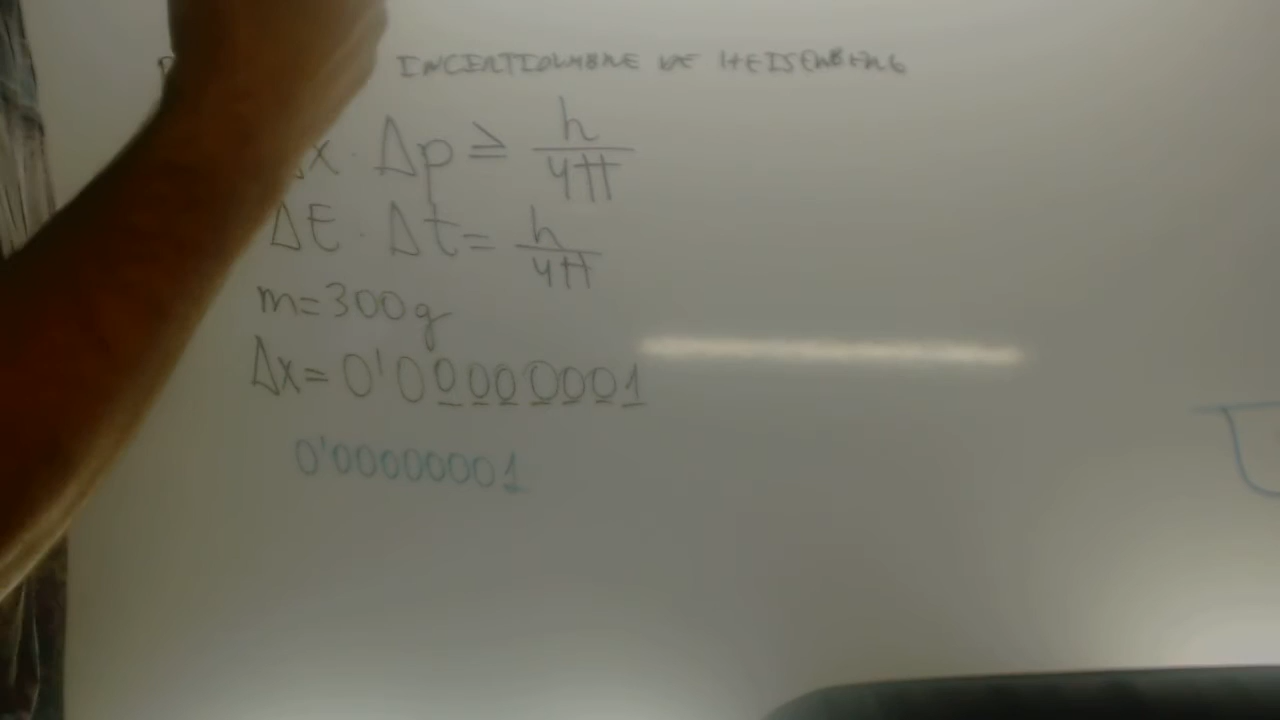 INCERTIDUMBRE DE HEISENBERG
x · Δp ≥ h/4π
ΔE · Δt = h/4π
m=300g
Δx= 0'00000001
0'00000001